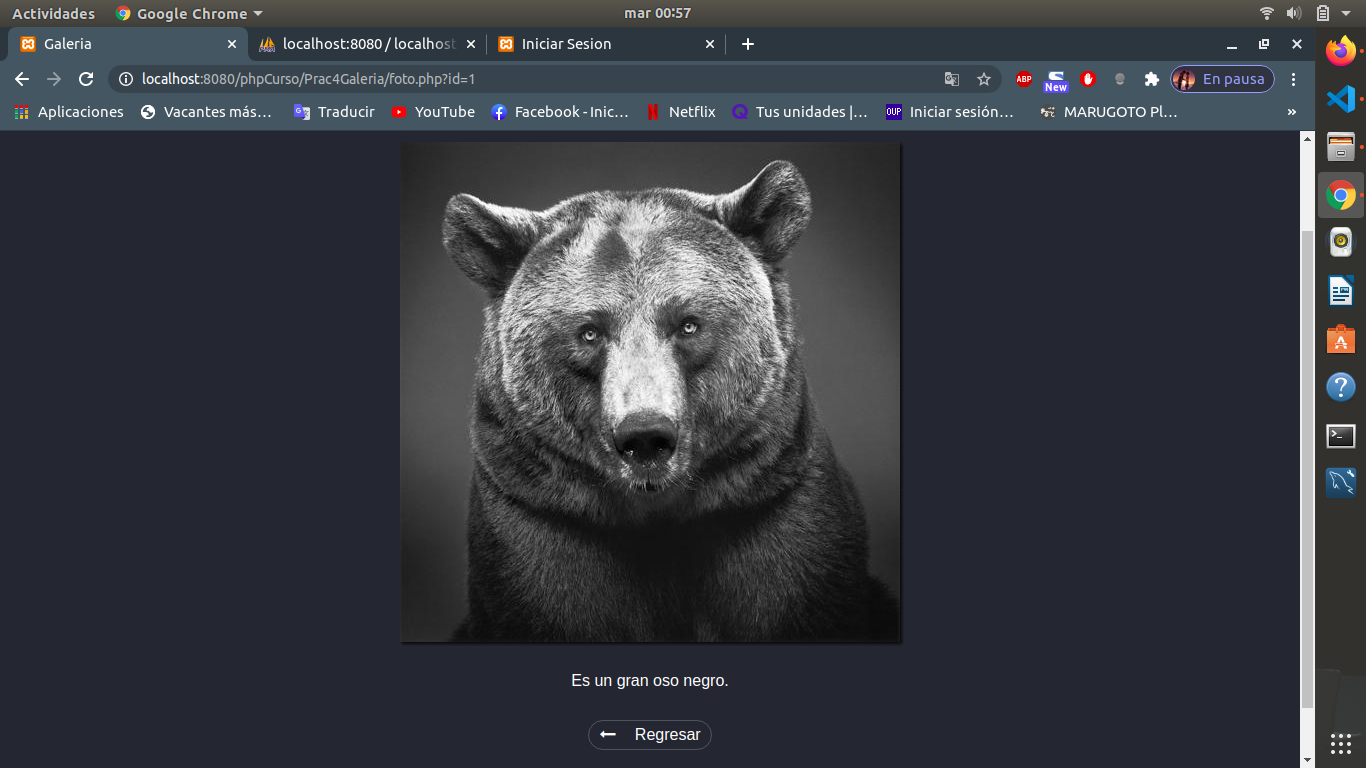 Actividades Google Chrome mar 00:57
Galeria localhost:8080 / localhost Iniciar Sesion
localhost:8080/phpCurso/Prac4Galeria/foto.php?id=1 ABP New En pausa
Aplicaciones Vacantes más… Traducir YouTube Facebook - Inic… Netflix Tus unidades |… OUP Iniciar sesión… MARUGOTO Pl… »
Es un gran oso negro.
Regresar